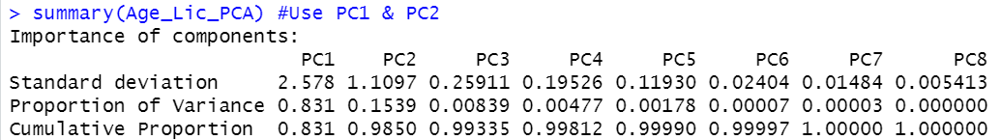 > summary(Age_Lic_PCA) #Use PC1 & PC2
Importance of components:
                         PC1    PC2     PC3     PC4     PC5     PC6     PC7      PC8
Standard deviation     2.578 1.1097 0.25911 0.19526 0.11930 0.02404 0.01484 0.005413
Proportion of Variance 0.831 0.1539 0.00839 0.00477 0.00178 0.00007 0.00003 0.000000
Cumulative Proportion  0.831 0.9850 0.99335 0.99812 0.99990 0.99997 1.00000 1.000000